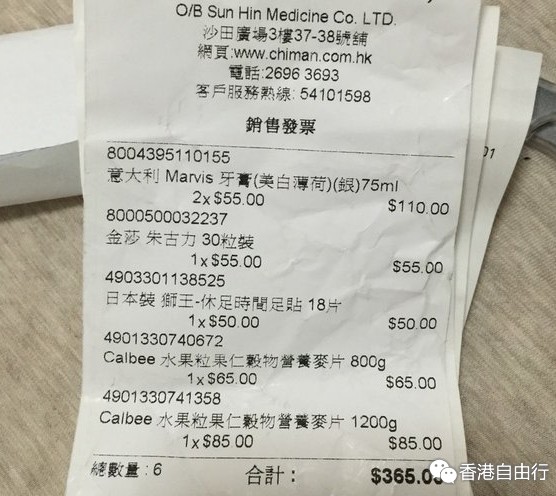 O/B Sun Hin Medicine Co. LTD.
沙田廣場3樓37-38號舖
網頁:www.chiman.com.hk
電話:2696 3693
客戶服務熱線: 54101598
銷售發票
8004395110155
意大利 Marvis 牙膏(美白薄荷)(銀)75ml
2x $55.00 $110.00
8000500032237
金莎 朱古力 30粒裝
1x $55.00 $55.00
4903301138525
日本裝 獅王-休足時間足貼 18片
1x $50.00 $50.00
4901330740672
Calbee 水果粒果仁穀物營養麥片 800g
1x $65.00 $65.00
4901330741358
Calbee 水果粒果仁穀物營養麥片 1200g
1x $85.00 $85.00
總數量: 6 合計: $365.0
01
香港自由行